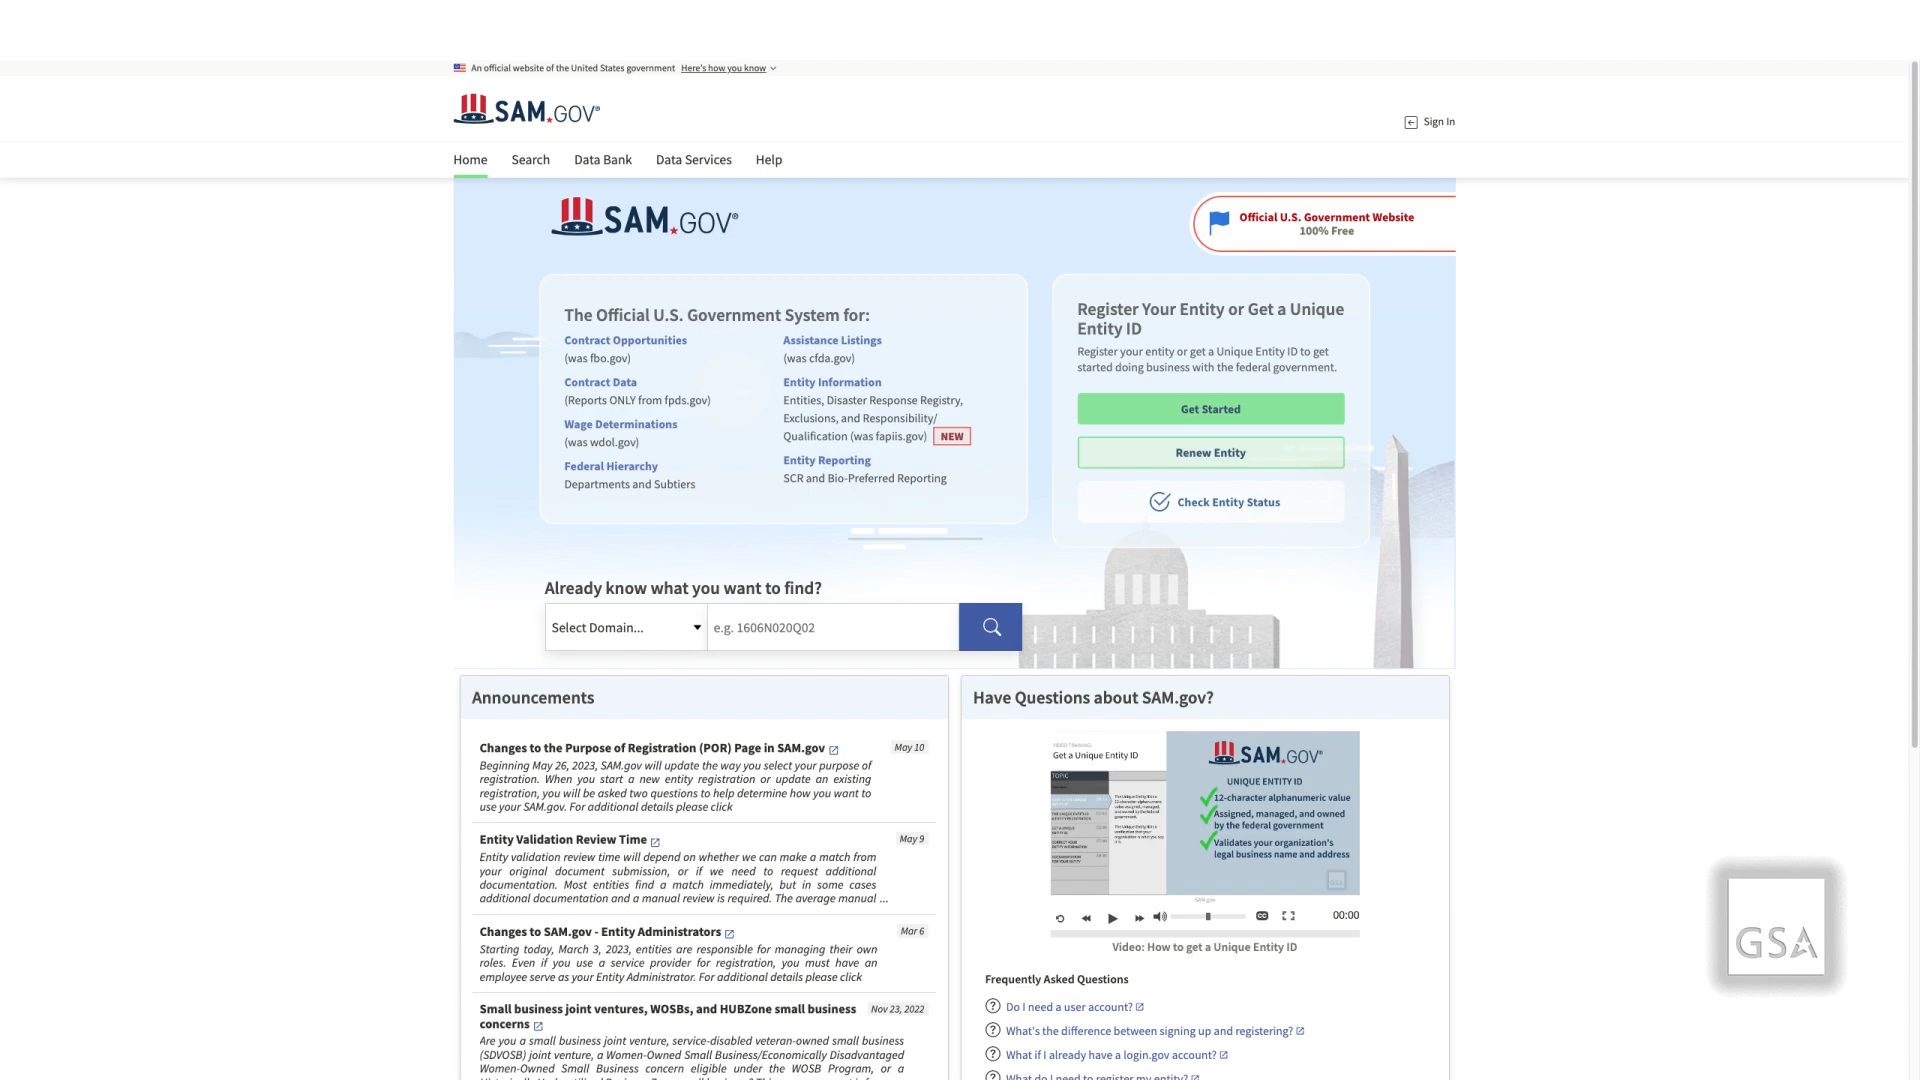 An official website of the United States government Here's how you know
SAM.GOV®
Sign In
Home Search Data Bank Data Services Help
SAM.GOV®
Official U.S. Government Website
100% Free
The Official U.S. Government System for:
Contract Opportunities
(was fbo.gov)
Contract Data
(Reports ONLY from fpds.gov)
Wage Determinations
(was wdol.gov)
Federal Hierarchy
Departments and Subtiers
Assistance Listings
(was cfda.gov)
Entity Information
Entities, Disaster Response Registry,
Exclusions, and Responsibility/
Qualification (was fapiis.gov) NEW
Entity Reporting
SCR and Bio-Preferred Reporting
Register Your Entity or Get a Unique
Entity ID
Register your entity or get a Unique Entity ID to get
started doing business with the federal government.
Get Started
Renew Entity
Check Entity Status
Already know what you want to find?
Select Domain... e.g. 1606N020Q02
Announcements
Changes to the Purpose of Registration (POR) Page in SAM.gov May 10
Beginning May 26, 2023, SAM.gov will update the way you select your purpose of
registration. When you start a new entity registration or update an existing
registration, you will be asked two questions to help determine how you want to
use your SAM.gov. For additional details please click
Entity Validation Review Time May 9
Entity validation review time will depend on whether we can make a match from
your original document submission, or if we need to request additional
documentation. Most entities find a match immediately, but in some cases
additional documentation and a manual review is required. The average manual ...
Changes to SAM.gov - Entity Administrators Mar 6
Starting today, March 3, 2023, entities are responsible for managing their own
roles. Even if you use a service provider for registration, you must have an
employee serve as your Entity Administrator. For additional details please click
Small business joint ventures, WOSBs, and HUBZone small business Nov 23, 2022
concerns
Are you a small business joint venture, service-disabled veteran-owned small business
(SDVOSB) joint venture, a Women-Owned Small Business/Economically Disadvantaged
Women-Owned Small Business concern eligible under the WOSB Program, or a
Have Questions about SAM.gov?
VIDEO TRAINING
Get a Unique Entity ID
TOPIC
SAM.GOV®
UNIQUE ENTITY ID
12-character alphanumeric value
Assigned, managed, and owned
by the federal government
Validates your organization's
legal business name and address
SAM.gov
CC
00:00
Video: How to get a Unique Entity ID
Frequently Asked Questions
Do I need a user account?
What's the difference between signing up and registering?
What if I already have a login.gov account?
What do I need to register my entity?
GSA